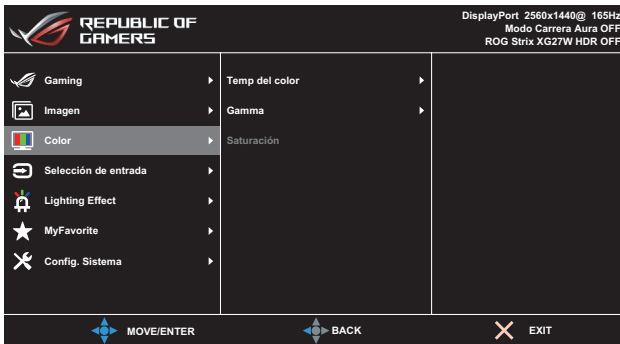 REPUBLIC OF
GAMERS
DisplayPort 2560x1440@ 165Hz
Modo Carrera Aura OFF
ROG Strix XG27W HDR OFF
Gaming
Imagen
Color
Selección de entrada
Lighting Effect
MyFavorite
Config. Sistema
Temp del color
Gamma
Saturación
MOVE/ENTER
BACK
EXIT